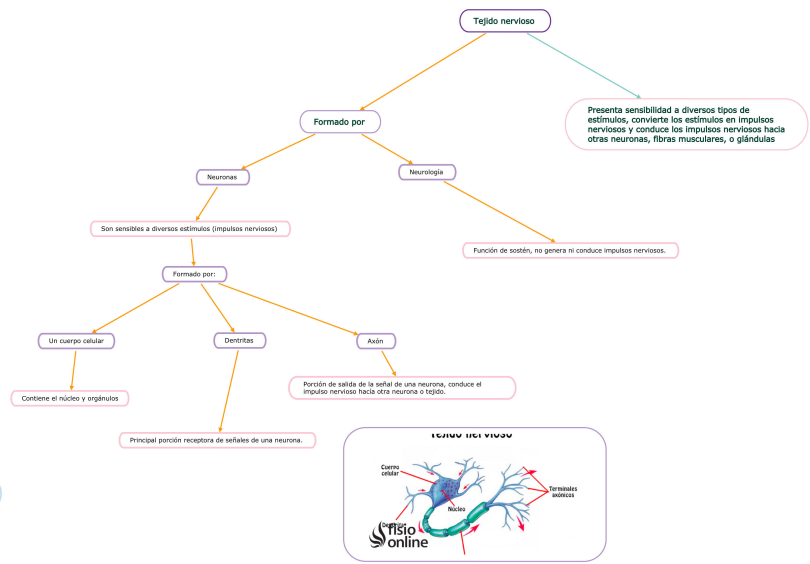 Tejido nervioso
Presenta sensibilidad a diversos tipos de
estímulos, convierte los estímulos en impulsos
nerviosos y conduce los impulsos nerviosos hacia
otras neuronas, fibras musculares, o glándulas
Formado por
Neuronas
Neurología
Son sensibles a diversos estímulos (impulsos nerviosos)
Función de sostén, no genera ni conduce impulsos nerviosos.
Formado por:
Un cuerpo celular
Dentritas
Axón
Contiene el núcleo y orgánulos
Porción de salida de la señal de una neurona, conduce el
impulso nervioso hacia otra neurona o tejido.
Principal porción receptora de señales de una neurona.
Tejido nervioso
Cuerpo
celular
Núcleo
Terminales
axónicos
fisio
online